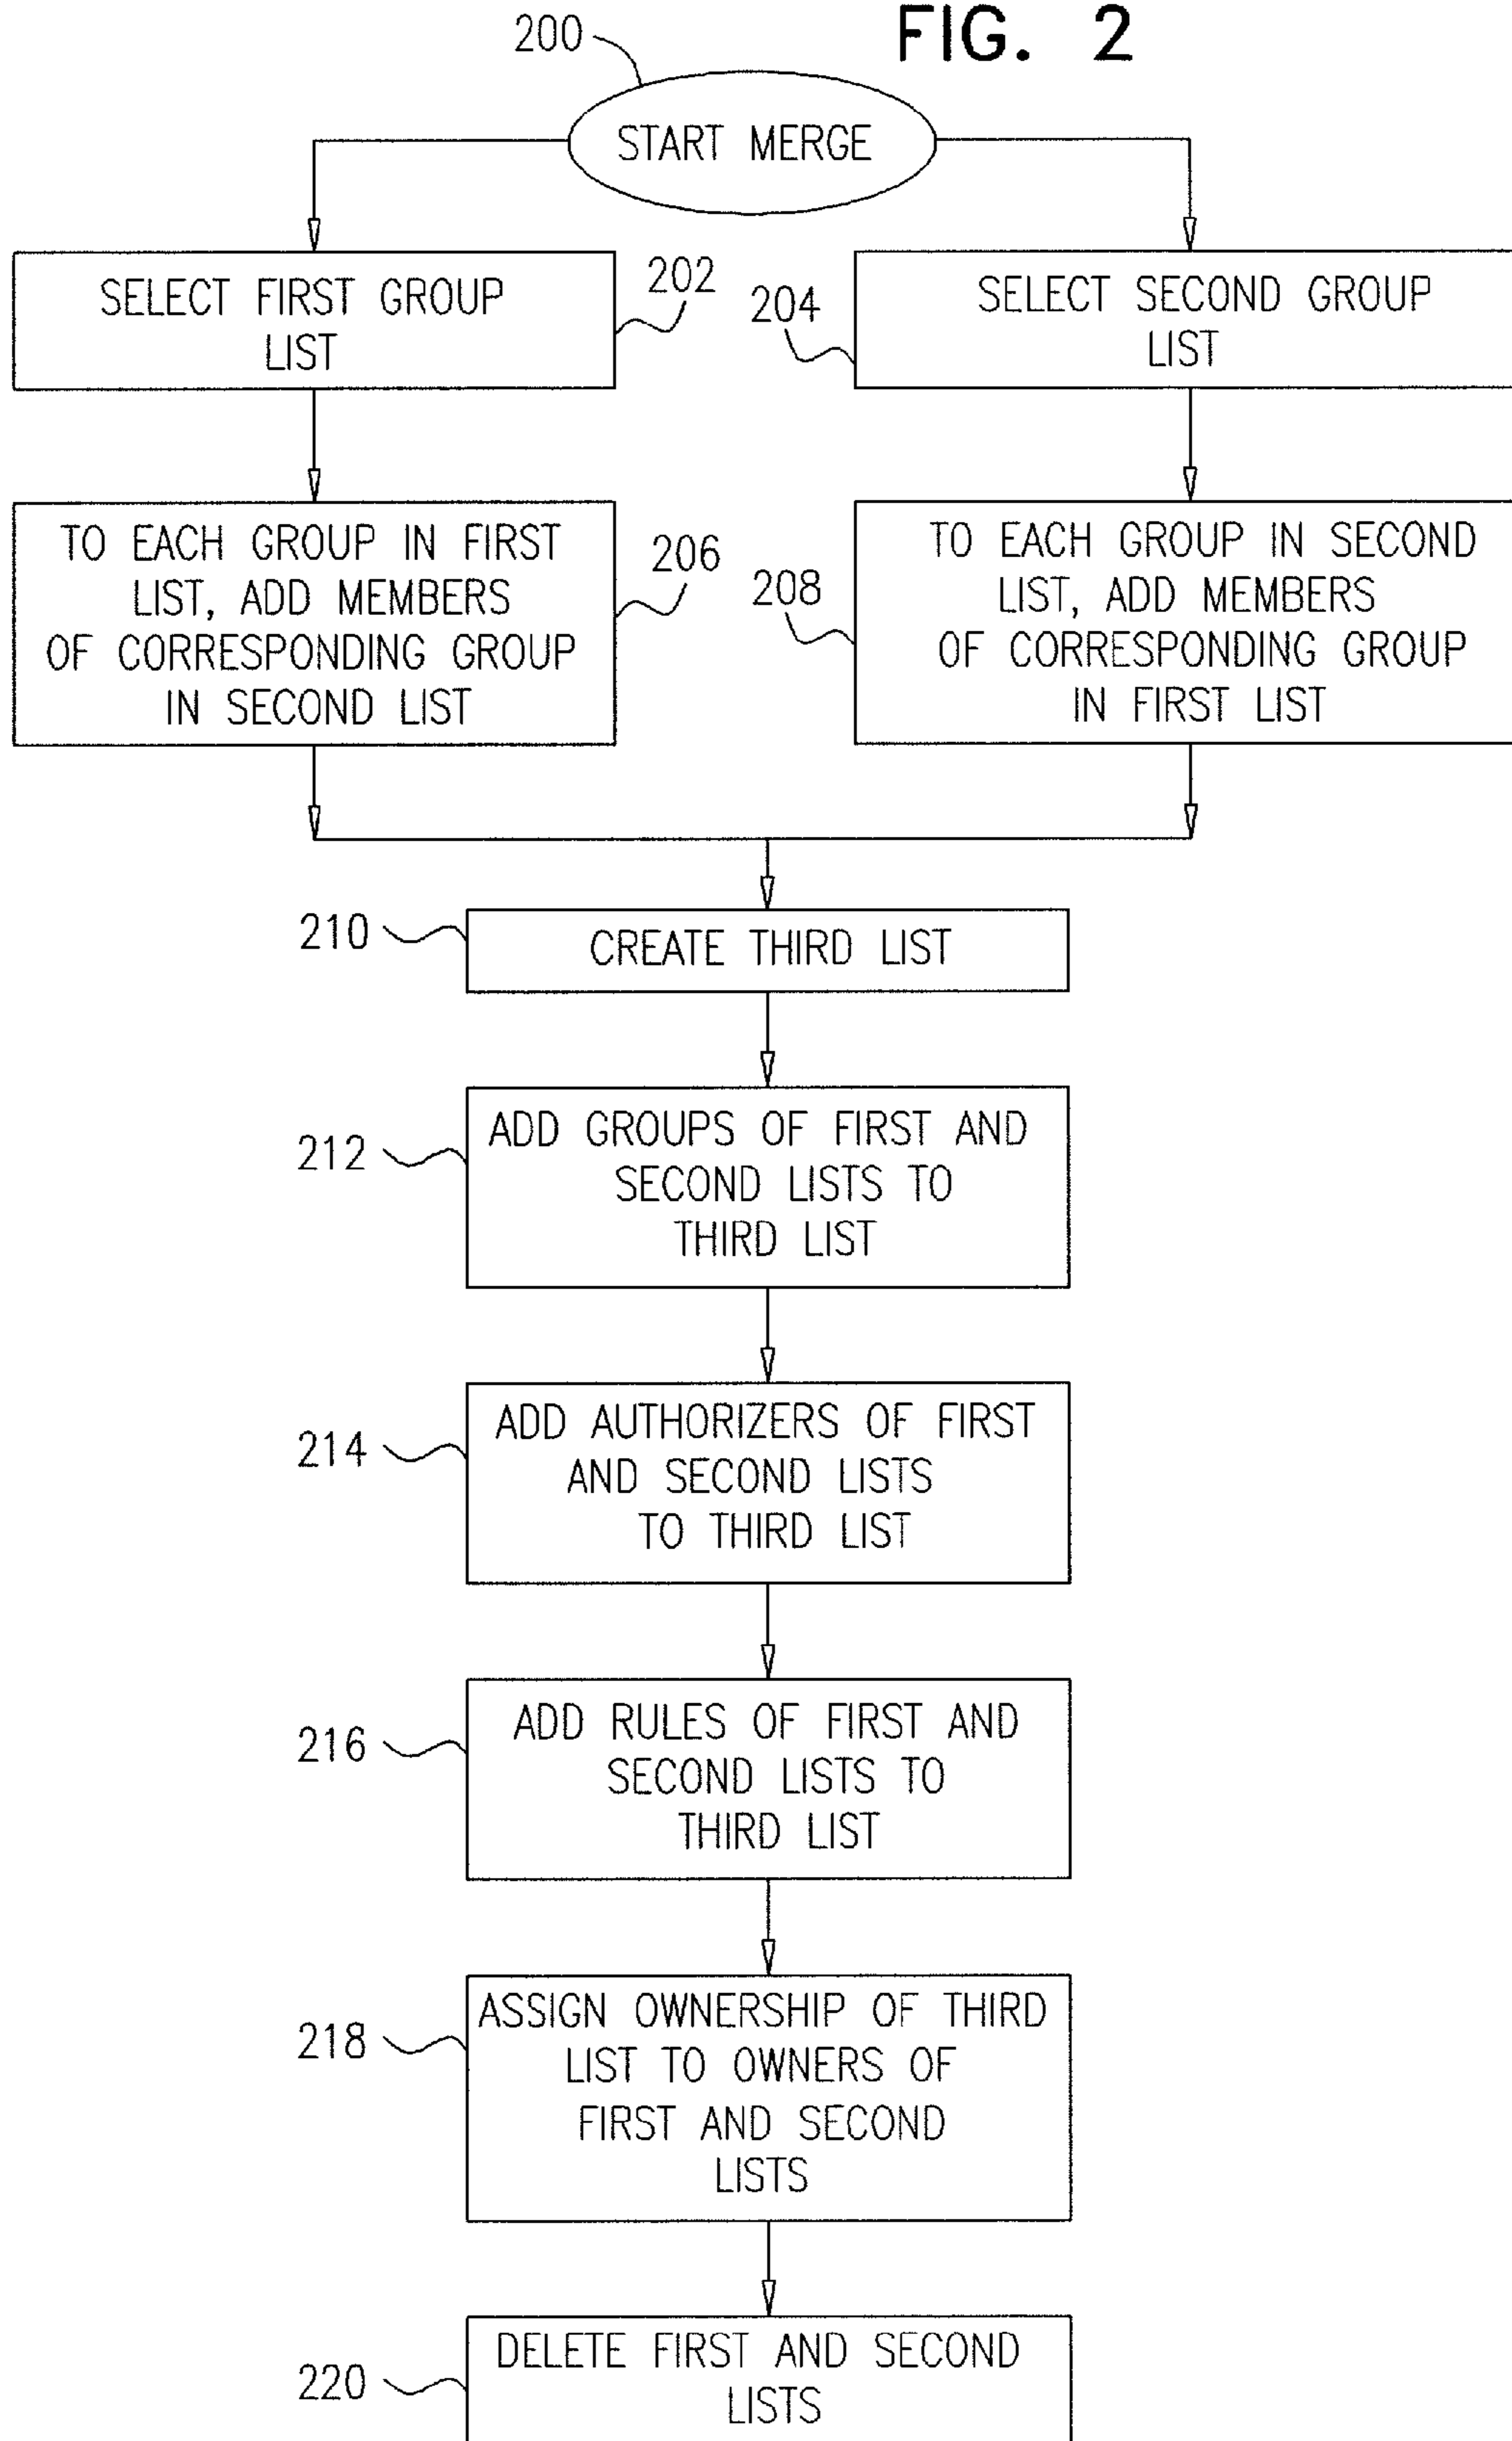 FIG. 2
200
START MERGE
SELECT FIRST GROUP
LIST
202
204
SELECT SECOND GROUP
LIST
TO EACH GROUP IN FIRST
LIST, ADD MEMBERS
OF CORRESPONDING GROUP
IN SECOND LIST
206
208
TO EACH GROUP IN SECOND
LIST, ADD MEMBERS
OF CORRESPONDING GROUP
IN FIRST LIST
210
CREATE THIRD LIST
212
ADD GROUPS OF FIRST AND
SECOND LISTS TO
THIRD LIST
214
ADD AUTHORIZERS OF FIRST
AND SECOND LISTS
TO THIRD LIST
216
ADD RULES OF FIRST AND
SECOND LISTS TO
THIRD LIST
218
ASSIGN OWNERSHIP OF THIRD
LIST TO OWNERS OF
FIRST AND SECOND
LISTS
220
DELETE FIRST AND SECOND
LISTS